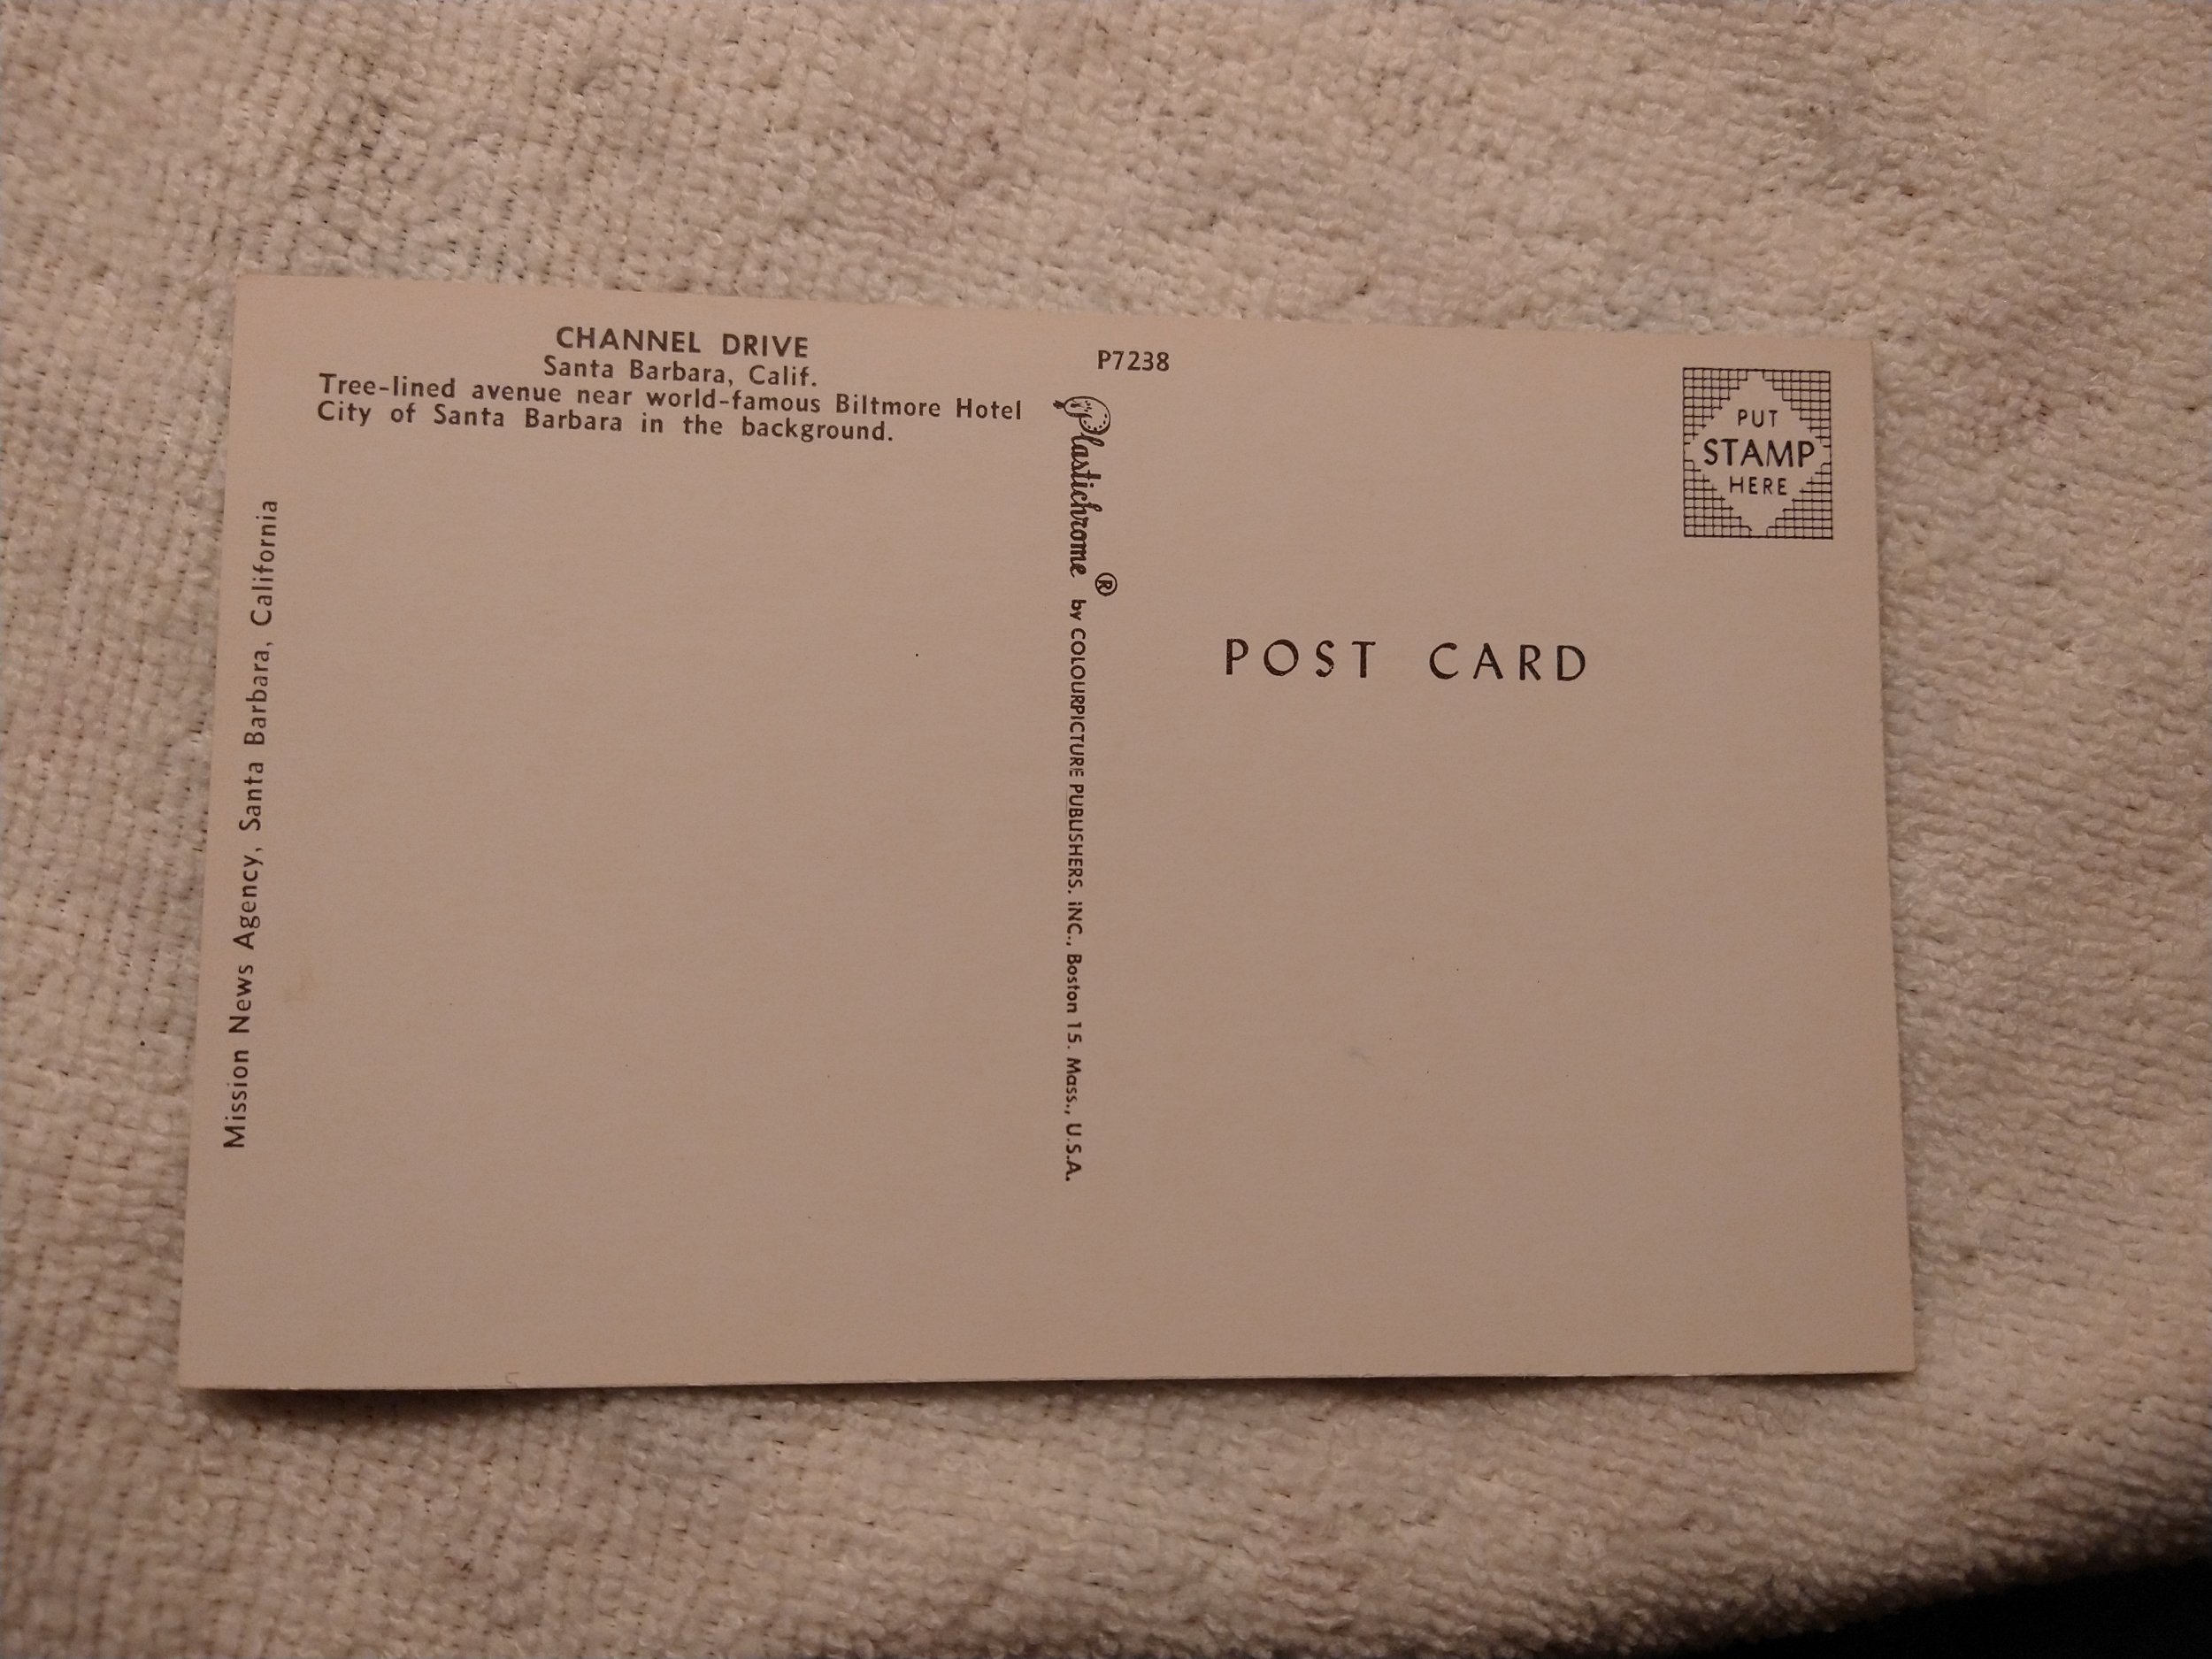 CHANNEL DRIVE
Santa Barbara, Calif.
Tree-lined avenue near world-famous Biltmore Hotel
City of Santa Barbara in the background.
Mission News Agency, Santa Barbara, California
P7238
Plastichrome ® by COLOURPICTURE PUBLISHERS, INC., Boston 15, Mass., U.S.A.
PUT
STAMP
HERE
POST CARD